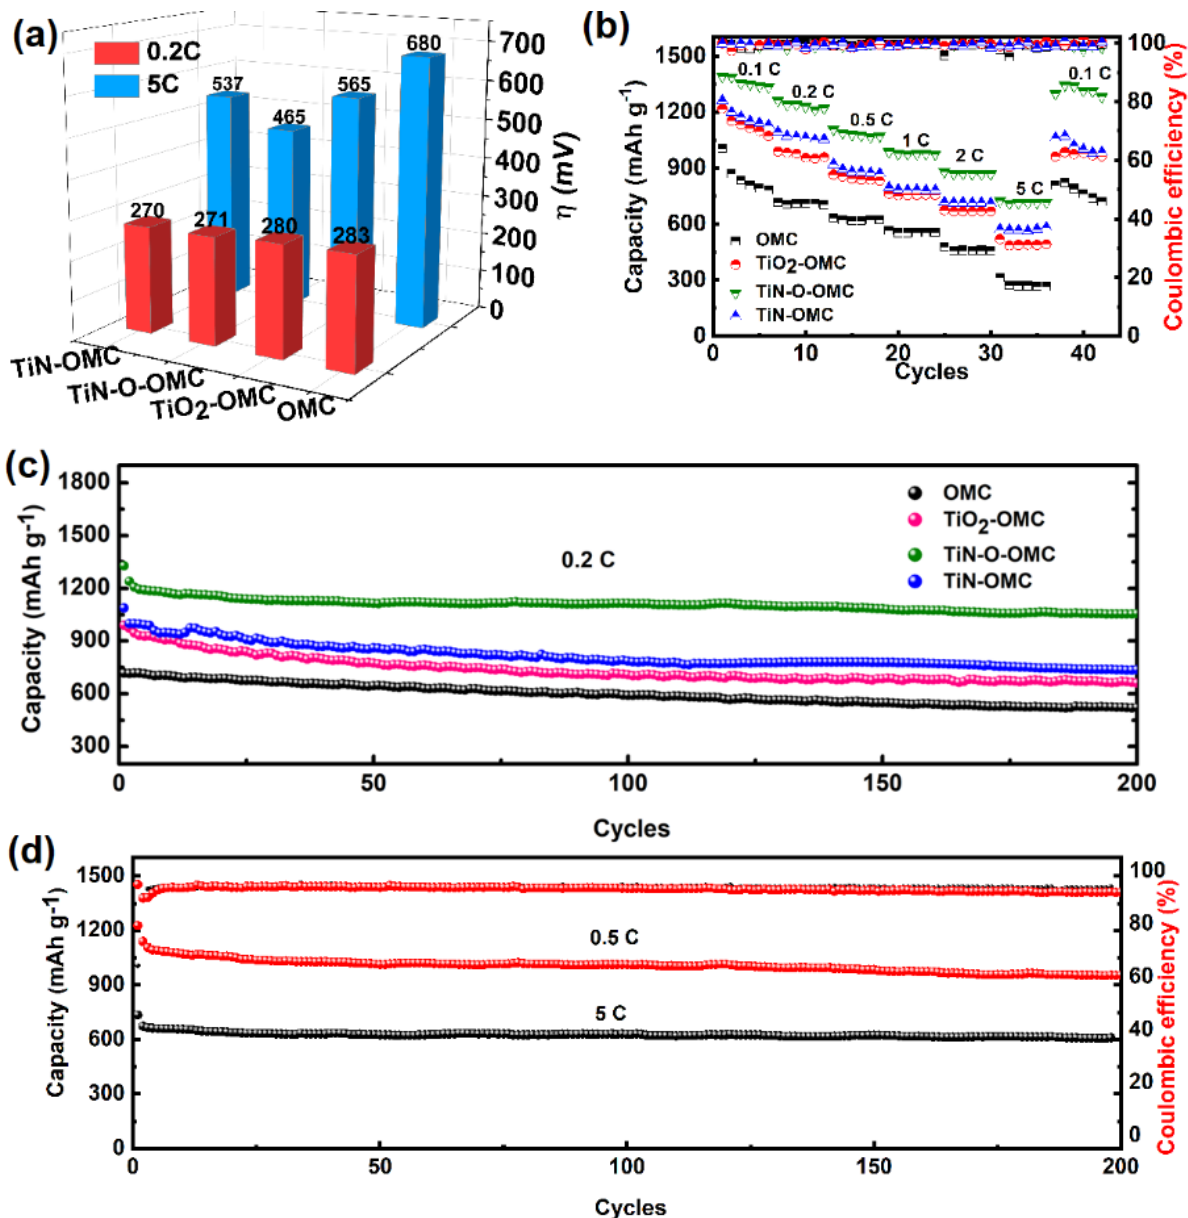 (a)
0.2C
5C
537
465
565
680
270
271
280
283
700
600
500
400
300
200
100
0
η (mV)
TiN-OMC
TiN-O-OMC
TiO2-OMC
OMC
(b)
1500
1200
900
600
300
0
Capacity (mAh g-1)
0.1 C
0.2 C
0.5 C
1 C
2 C
5 C
0.1 C
OMC
TiO2-OMC
TiN-O-OMC
TiN-OMC
0
10
20
30
40
Cycles
100
80
60
40
20
0
Coulombic efficiency (%)
(c)
1800
1500
1200
900
600
300
Capacity (mAh g-1)
0.2 C
OMC
TiO2-OMC
TiN-O-OMC
TiN-OMC
0
50
100
150
200
Cycles
(d)
1500
1200
900
600
300
0
Capacity (mAh g-1)
0.5 C
5 C
100
80
60
40
20
0
Coulombic efficiency (%)
0
50
100
150
200
Cycles